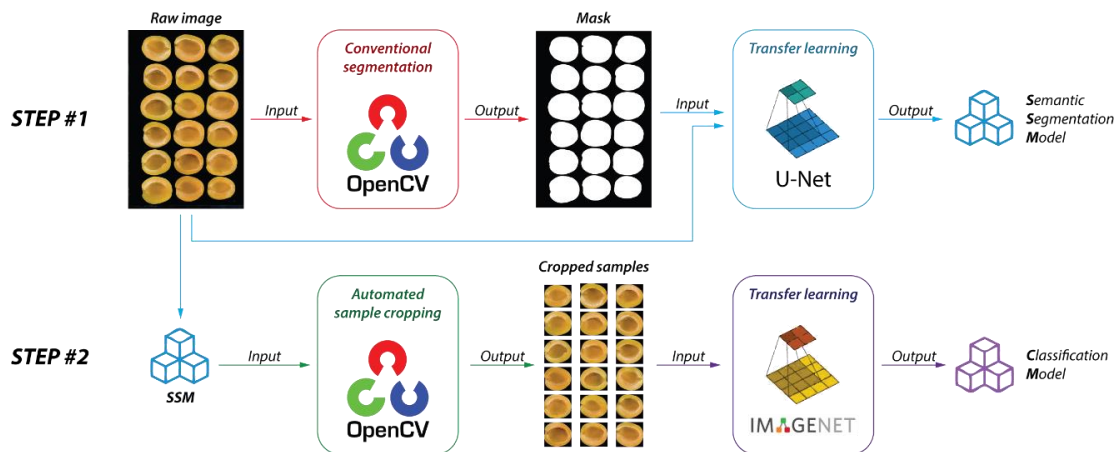 Raw image
Conventional
segmentation
Mask
Transfer learning
STEP #1
Input
OpenCV
Output
Input
U-Net
Output
Semantic
Segmentation
Model
STEP #2
SSM
Input
Automated
sample cropping
OpenCV
Output
Cropped samples
Input
Transfer learning
IMAGENET
Output
Classification
Model